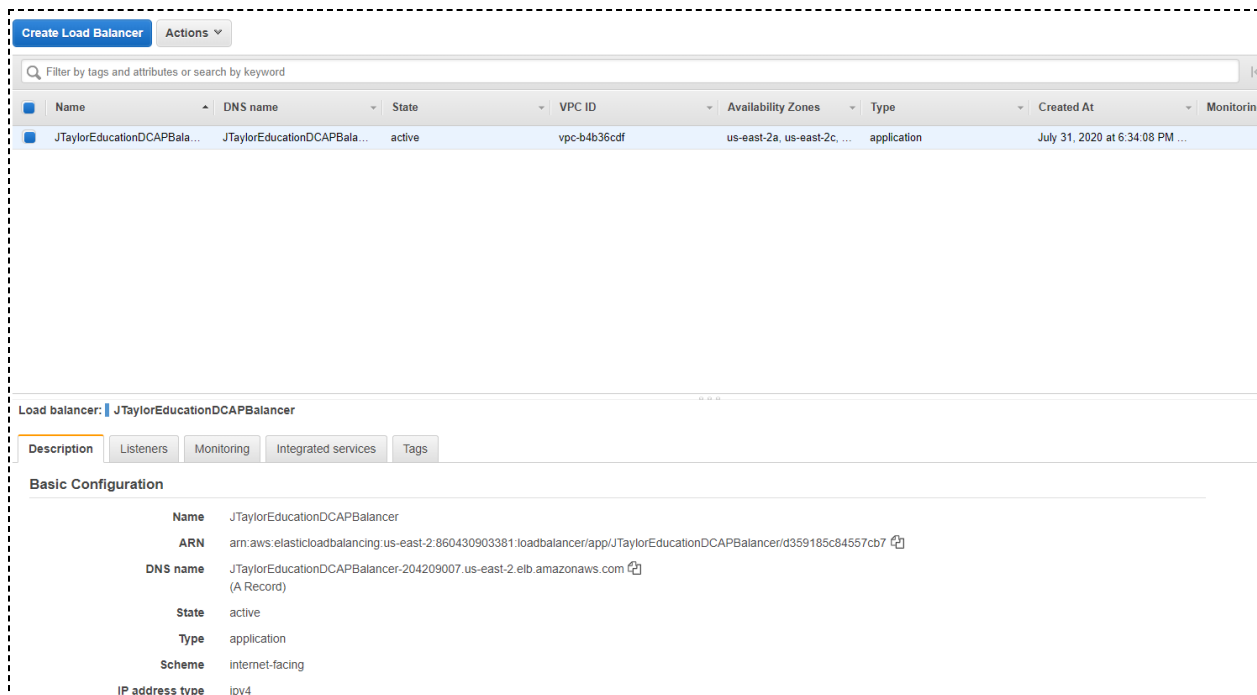 Create Load Balancer Actions
Filter by tags and attributes or search by keyword
Name DNS name State VPC ID Availability Zones Type Created At Monitorin
JTaylorEducationDCAPBala... JTaylorEducationDCAPBala... active vpc-b4b36cdf us-east-2a, us-east-2c, ... application July 31, 2020 at 6:34:08 PM ...
Load balancer: JTaylorEducationDCAPBalancer
Description Listeners Monitoring Integrated services Tags
Basic Configuration
Name JTaylorEducationDCAPBalancer
ARN arn:aws:elasticloadbalancing:us-east-2:860430903381:loadbalancer/app/JTaylorEducationDCAPBalancer/d359185c84557cb7
DNS name JTaylorEducationDCAPBalancer-204209007.us-east-2.elb.amazonaws.com
(A Record)
State active
Type application
Scheme internet-facing
IP address type ipv4